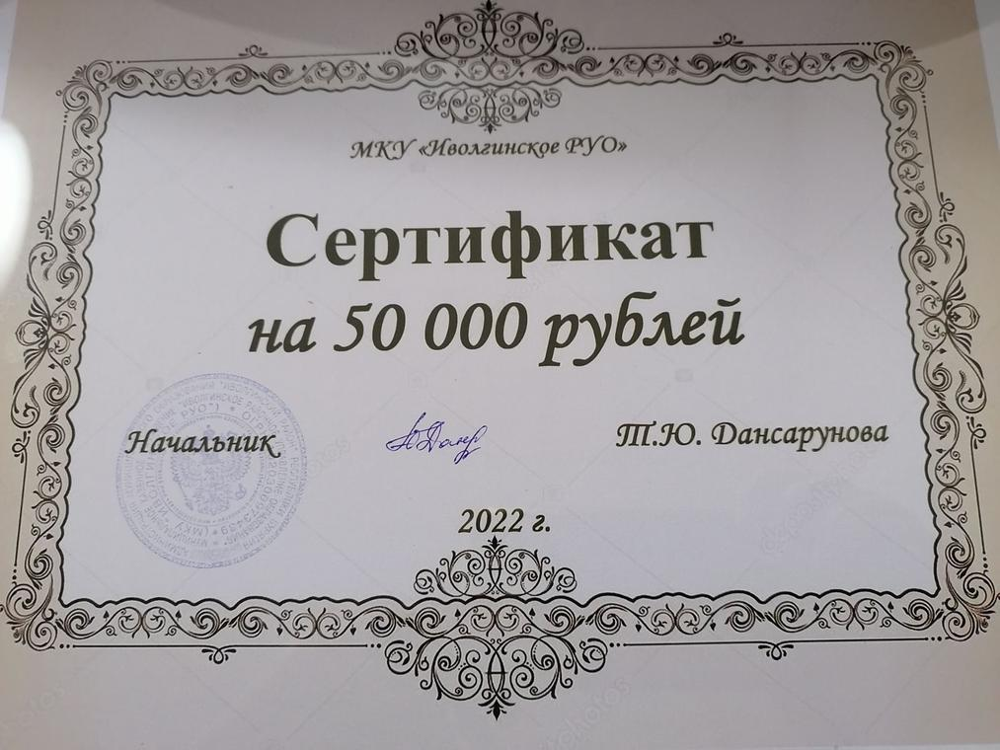 МКУ «Иволгинское РУО»
Сертификат
на 50 000 рублей
Начальник
Т.Ю. Дансарунова
2022 г.